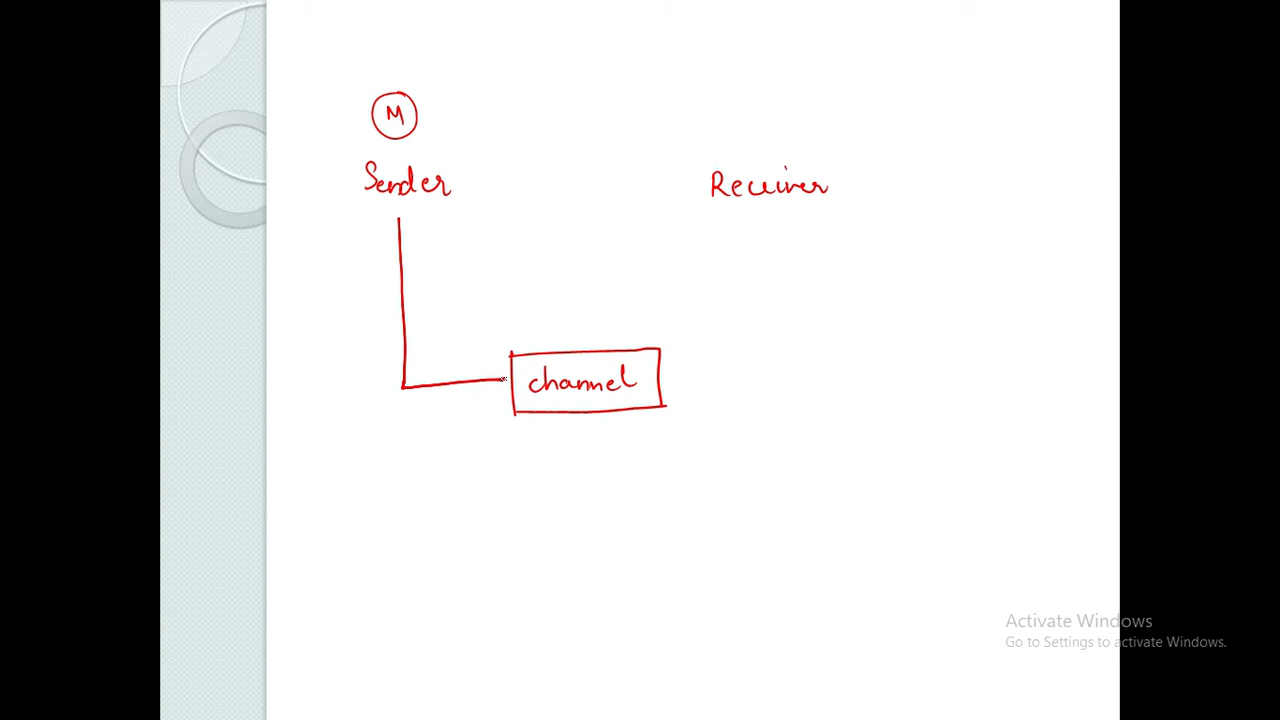 M
Sender Receiver
channel
Activate Windows
Go to Settings to activate Windows.